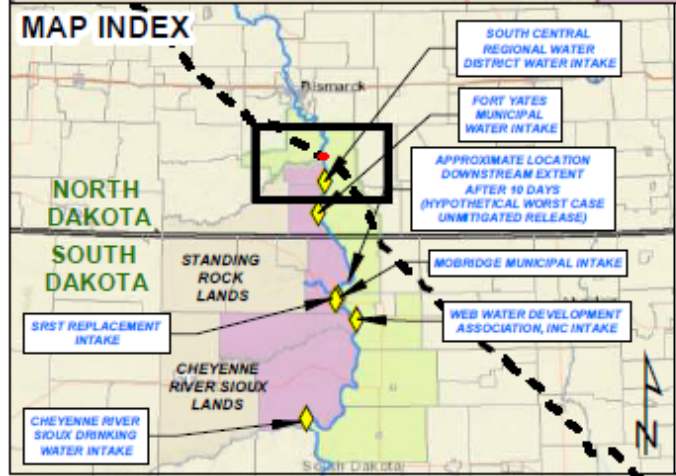 MAP INDEX
SOUTH CENTRAL
REGIONAL WATER
DISTRICT WATER INTAKE
Bismarck
FORT YATES
MUNICIPAL
WATER INTAKE
APPROXIMATE LOCATION
DOWNSTREAM EXTENT
AFTER 10 DAYS
(HYPOTHETICAL WORST CASE
UNMITIGATED RELEASE)
NORTH
DAKOTA
SOUTH
DAKOTA
STANDING
ROCK
LANDS
MOBRIDGE MUNICIPAL INTAKE
SRST REPLACEMENT
INTAKE
WEB WATER DEVELOPMENT
ASSOCIATION, INC INTAKE
CHEYENNE
RIVER SIOUX
LANDS
CHEYENNE RIVER
SIOUX DRINKING
WATER INTAKE
N
South Dakota